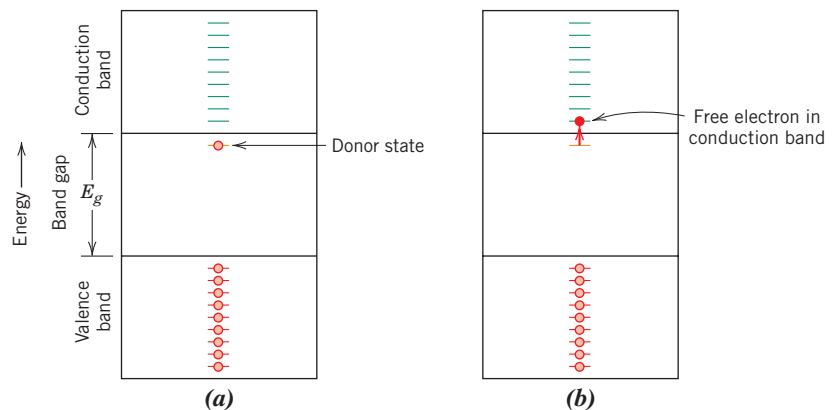 Energy
Conduction
band
Band gap
E_g
Valence
band
Donor state
(a)
Free electron in
conduction band
(b)